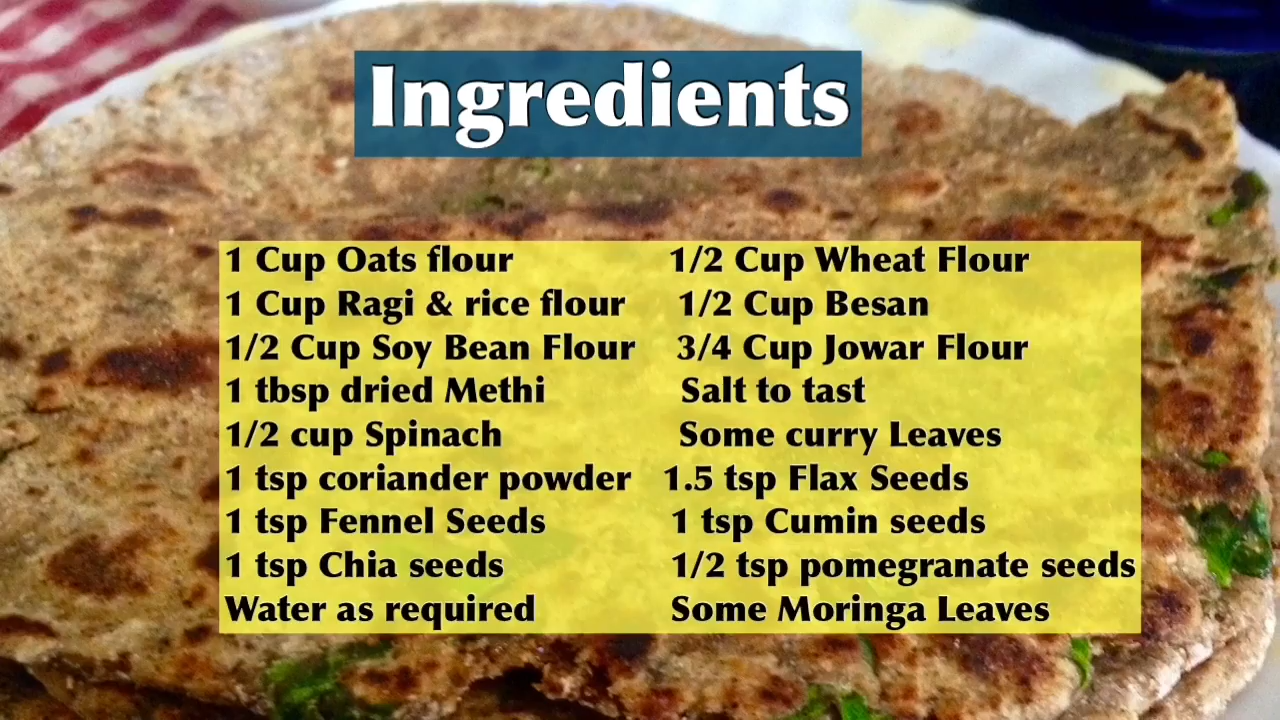 Ingredients
1 Cup Oats flour 1/2 Cup Wheat Flour
1 Cup Ragi & rice flour 1/2 Cup Besan
1/2 Cup Soy Bean Flour 3/4 Cup Jowar Flour
1 tbsp dried Methi Salt to tast
1/2 cup Spinach Some curry Leaves
1 tsp coriander powder 1.5 tsp Flax Seeds
1 tsp Fennel Seeds 1 tsp Cumin seeds
1 tsp Chia seeds 1/2 tsp pomegranate seeds
Water as required Some Moringa Leaves